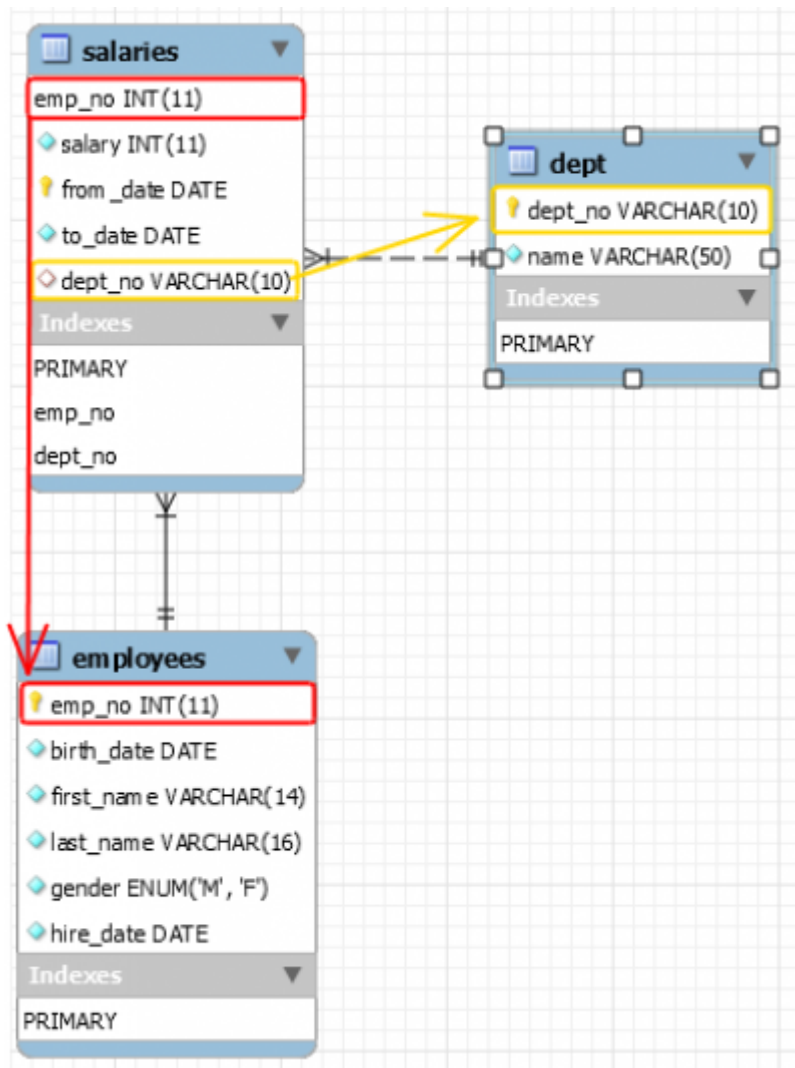 salaries
emp_no INT(11)
salary INT(11)
from_date DATE
to_date DATE
dept_no VARCHAR(10)
Indexes
PRIMARY
emp_no
dept_no
dept
dept_no VARCHAR(10)
name VARCHAR(50)
Indexes
PRIMARY
employees
emp_no INT(11)
birth_date DATE
first_name VARCHAR(14)
last_name VARCHAR(16)
gender ENUM('M', 'F')
hire_date DATE
Indexes
PRIMARY